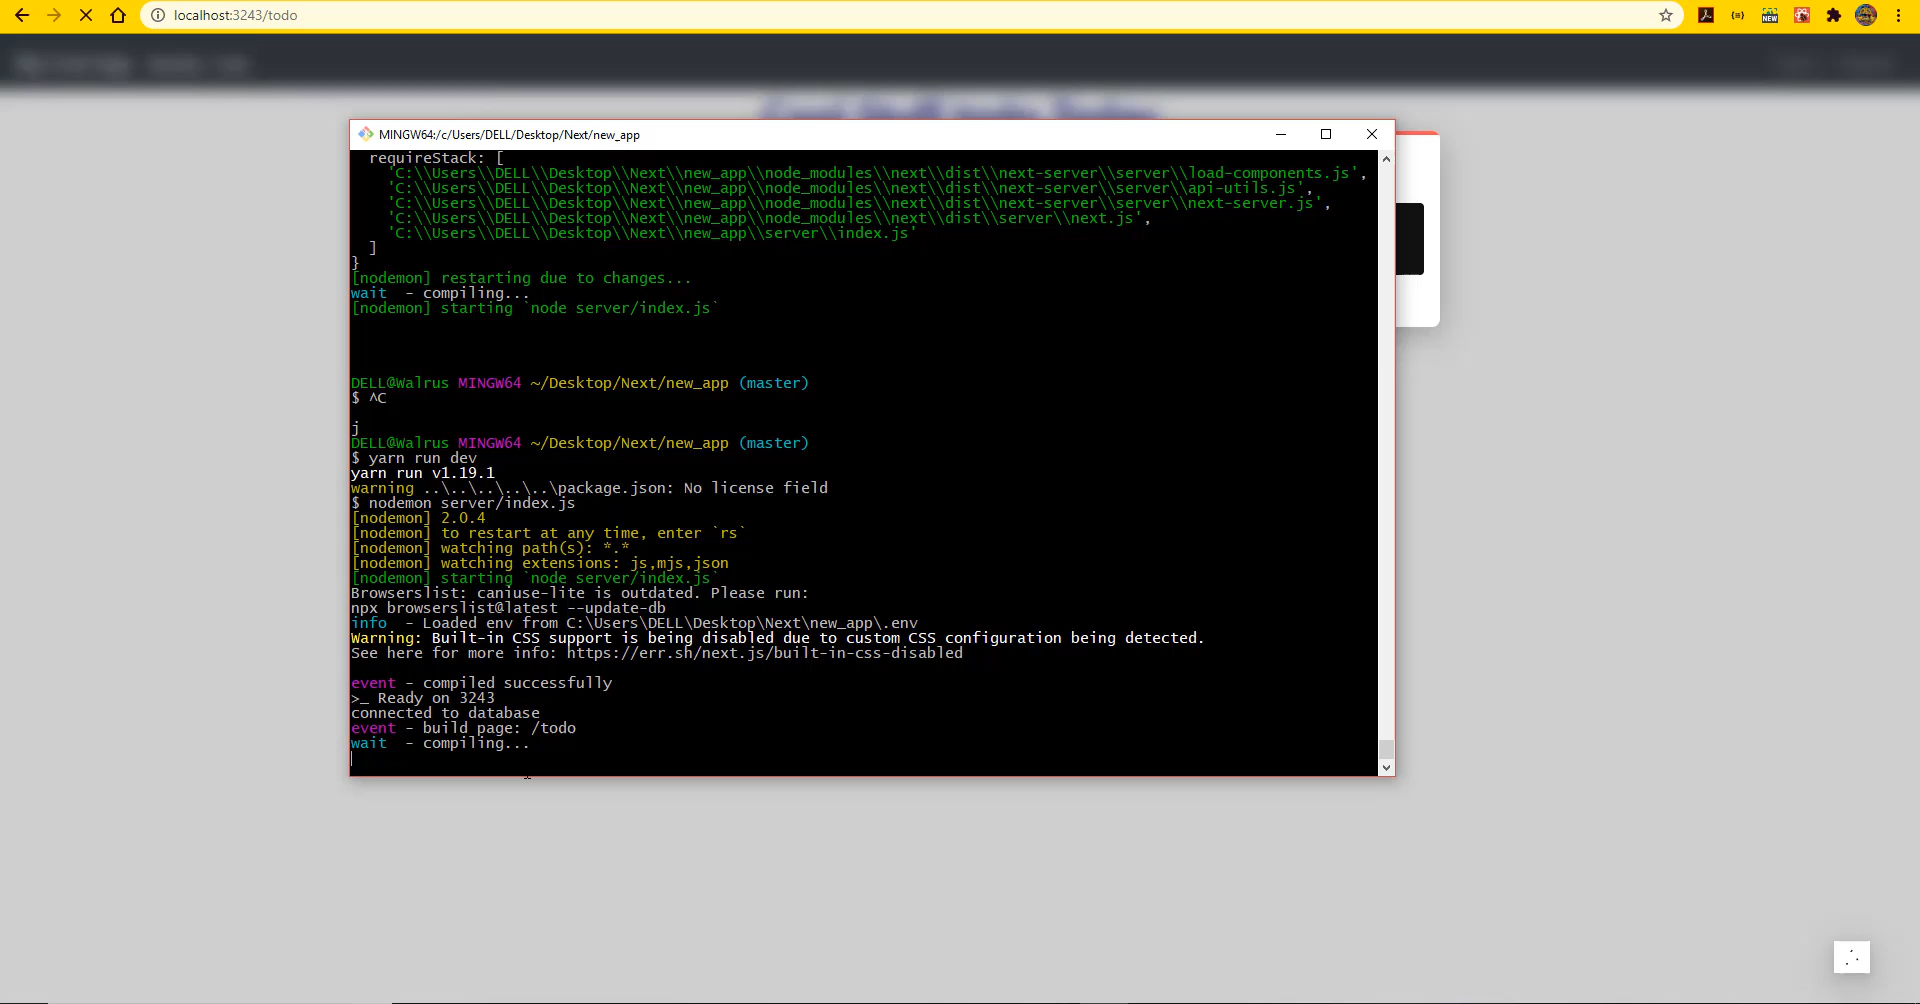 localhost:3243/todo
NEW
MINGW64:/c/Users/DELL/Desktop/Next/new_app
requireStack: [
'C:\\Users\\DELL\\Desktop\\Next\\new_app\\node_modules\\next\\dist\\next-server\\server\\load-components.js',
'C:\\Users\\DELL\\Desktop\\Next\\new_app\\node_modules\\next\\dist\\next-server\\server\\api-utils.js',
'C:\\Users\\DELL\\Desktop\\Next\\new_app\\node_modules\\next\\dist\\next-server\\server\\next-server.js',
'C:\\Users\\DELL\\Desktop\\Next\\new_app\\node_modules\\next\\dist\\server\\next.js',
'C:\\Users\\DELL\\Desktop\\Next\\new_app\\server\\index.js'
]
}
[nodemon] restarting due to changes...
wait - compiling...
[nodemon] starting `node server/index.js`
DELL@Walrus MINGW64 ~/Desktop/Next/new_app (master)
$ ^C
j
DELL@Walrus MINGW64 ~/Desktop/Next/new_app (master)
$ yarn run dev
yarn run v1.19.1
warning ..\..\..\..\..\package.json: No license field
$ nodemon server/index.js
[nodemon] 2.0.4
[nodemon] to restart at any time, enter `rs`
[nodemon] watching path(s): *.*
[nodemon] watching extensions: js,mjs,json
[nodemon] starting `node server/index.js`
Browserslist: caniuse-lite is outdated. Please run:
npx browserslist@latest --update-db
info - Loaded env from C:\Users\DELL\Desktop\Next\new_app\.env
Warning: Built-in CSS support is being disabled due to custom CSS configuration being detected.
See here for more info: https://err.sh/next.js/built-in-css-disabled
event - compiled successfully
>_ Ready on 3243
connected to database
event - build page: /todo
wait - compiling...